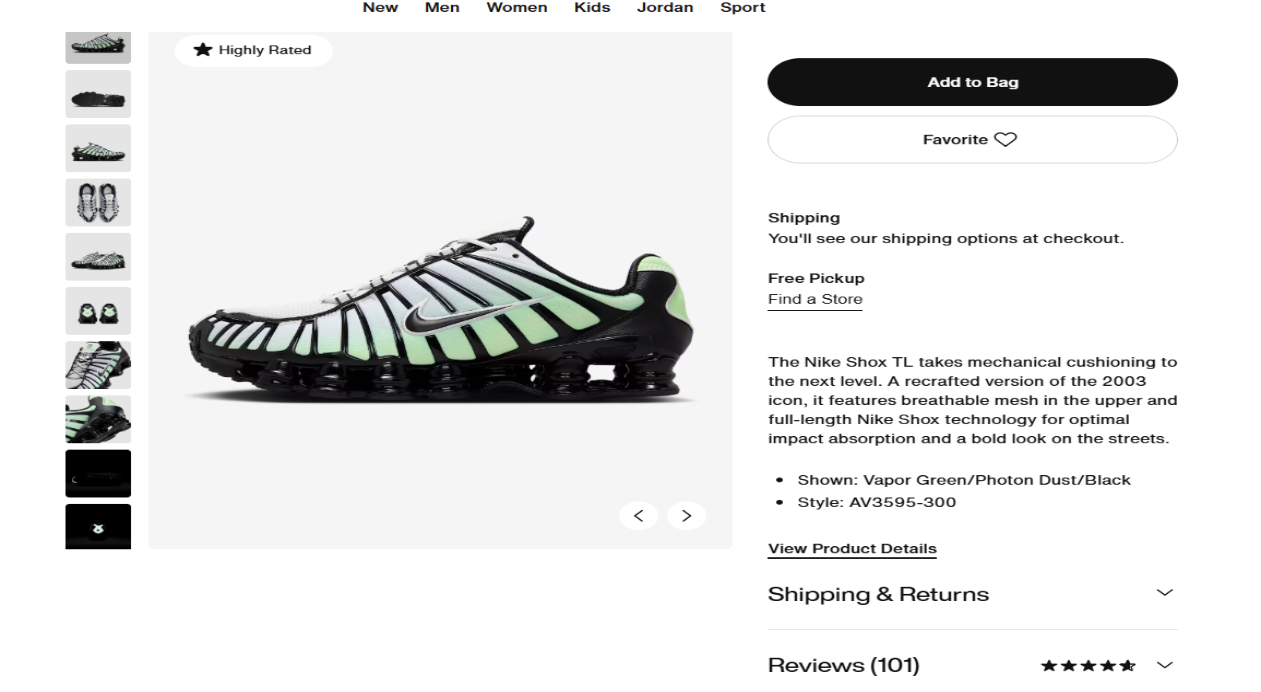 New Men Women Kids Jordan Sport
Highly Rated
Add to Bag
Favorite
Shipping
You'll see our shipping options at checkout.
Free Pickup
Find a Store
The Nike Shox TL takes mechanical cushioning to
the next level. A recrafted version of the 2003
icon, it features breathable mesh in the upper and
full-length Nike Shox technology for optimal
impact absorption and a bold look on the streets.
Shown: Vapor Green/Photon Dust/Black
Style: AV3595-300
View Product Details
Shipping & Returns
Reviews (101)